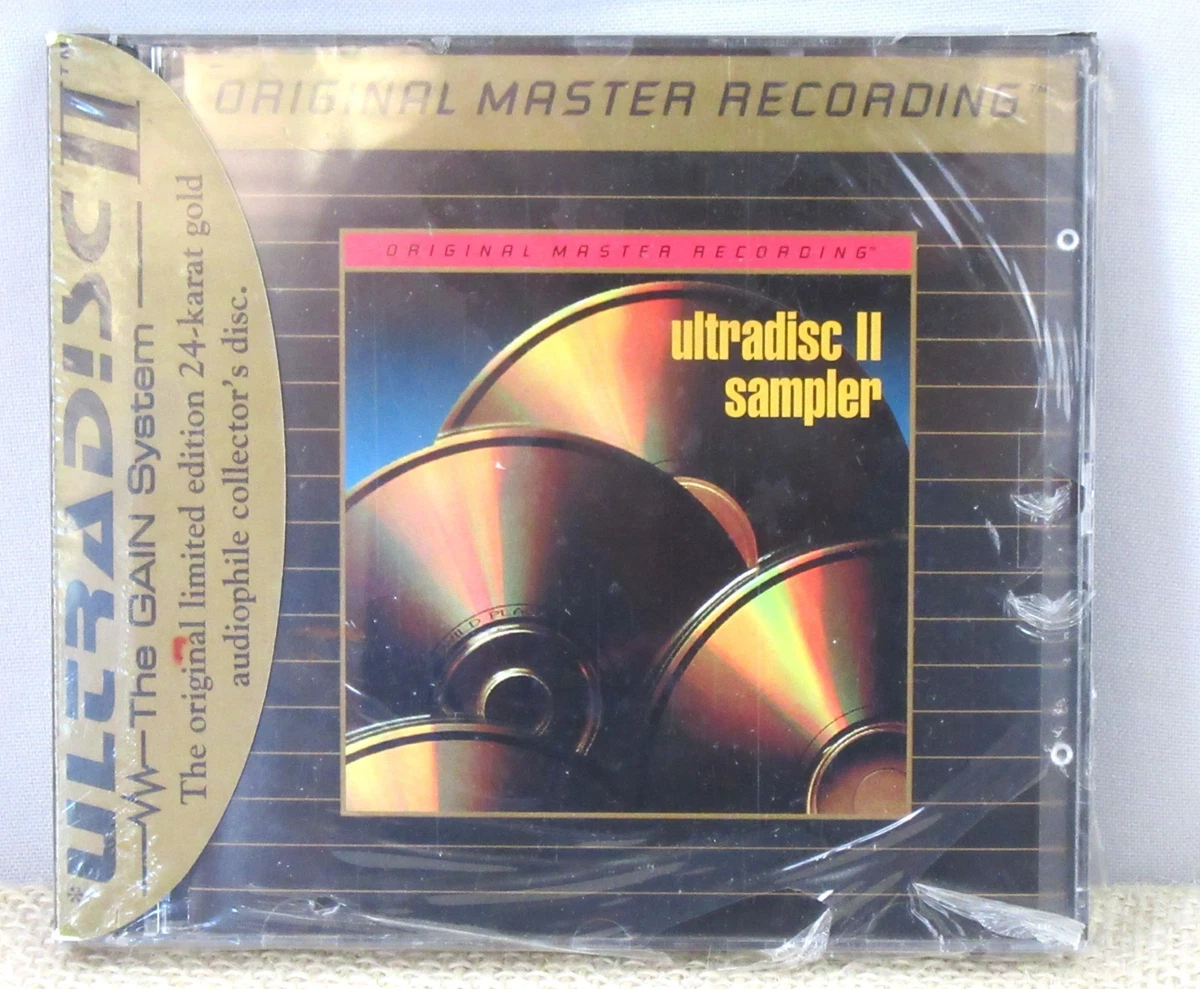 ORIGINAL MASTER RECORDING™
ORIGINAL MASTER RECORDING™
ultradisc II
sampler
*ULTRADISC II™
The GAIN System
The original limited edition 24-karat gold
audiophile collector's disc.